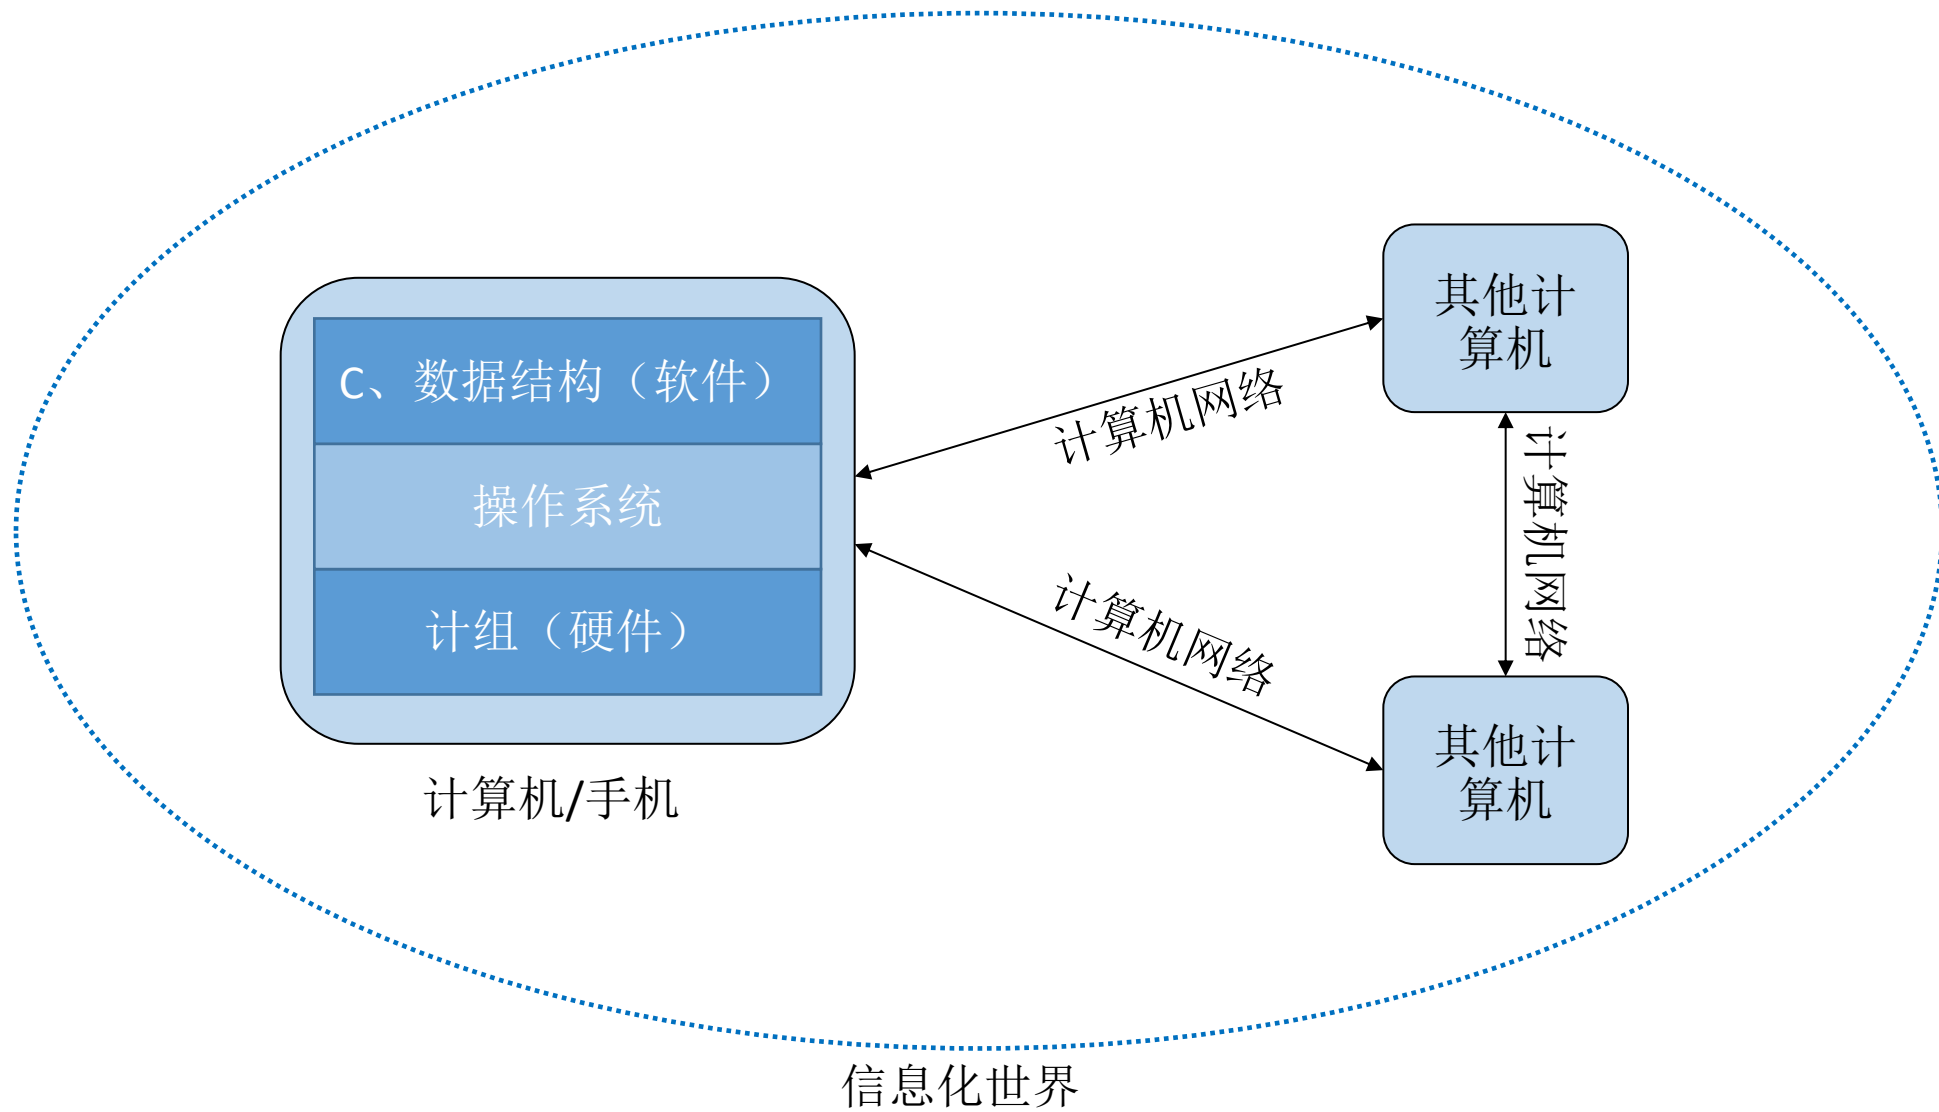 C、数据结构（软件）
操作系统
计组（硬件）
计算机/手机
计算机网络
计算机网络
其他计
算机
计算机网络
其他计
算机
信息化世界